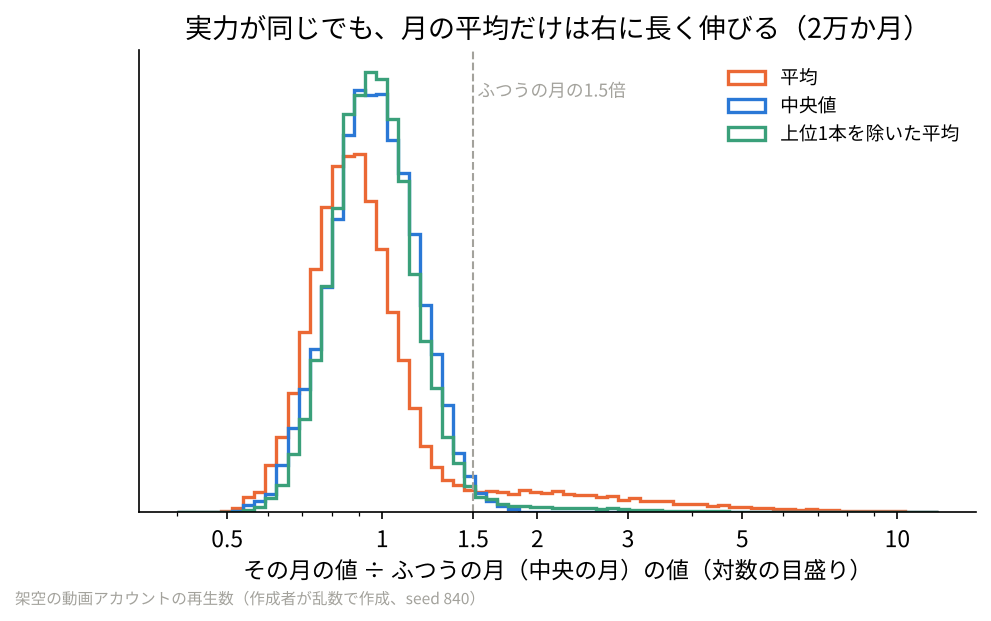 実力が同じでも、月の平均だけは右に長く伸びる（2万か月）
ふつうの月の1.5倍
平均
中央値
上位1本を除いた平均
0.5 1 1.5 2 3 5 10
その月の値 ÷ ふつうの月（中央の月）の値（対数の目盛り）
架空の動画アカウントの再生数（作成者が乱数で作成、seed 840）